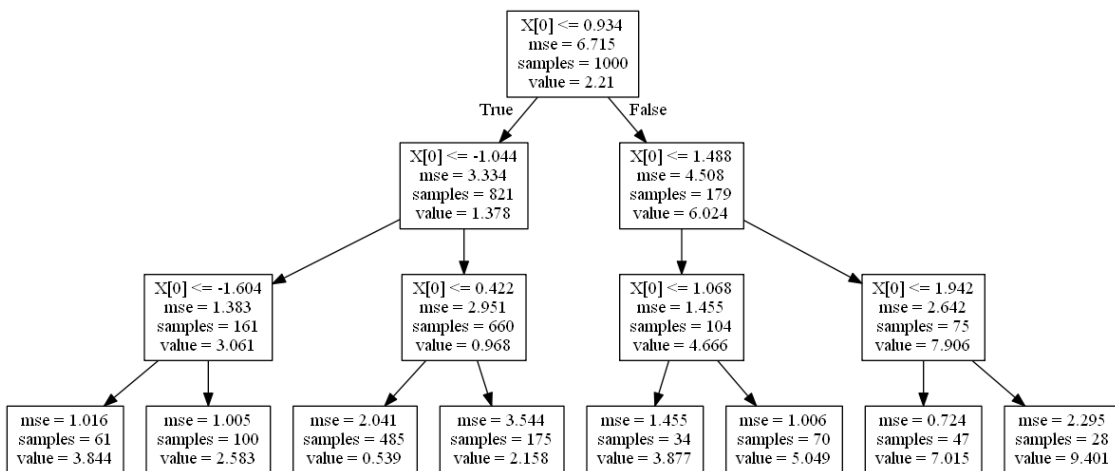 X[0] <= 0.934
mse = 6.715
samples = 1000
value = 2.21
True
False
X[0] <= -1.044
mse = 3.334
samples = 821
value = 1.378
X[0] <= 1.488
mse = 4.508
samples = 179
value = 6.024
X[0] <= -1.604
mse = 1.383
samples = 161
value = 3.061
X[0] <= 0.422
mse = 2.951
samples = 660
value = 0.968
X[0] <= 1.068
mse = 1.455
samples = 104
value = 4.666
X[0] <= 1.942
mse = 2.642
samples = 75
value = 7.906
mse = 1.016
samples = 61
value = 3.844
mse = 1.005
samples = 100
value = 2.583
mse = 2.041
samples = 485
value = 0.539
mse = 3.544
samples = 175
value = 2.158
mse = 1.455
samples = 34
value = 3.877
mse = 1.006
samples = 70
value = 5.049
mse = 0.724
samples = 47
value = 7.015
mse = 2.295
samples = 28
value = 9.401